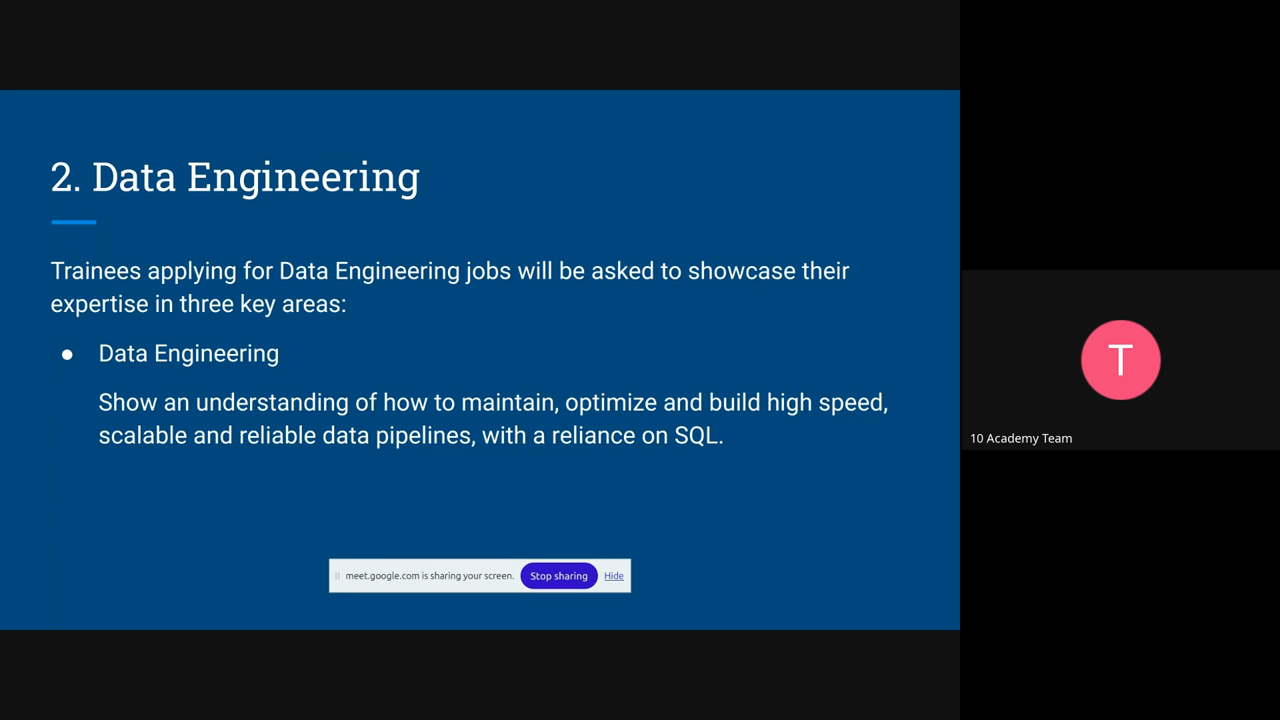 2. Data Engineering
Trainees applying for Data Engineering jobs will be asked to showcase their
expertise in three key areas:
● Data Engineering
Show an understanding of how to maintain, optimize and build high speed,
scalable and reliable data pipelines, with a reliance on SQL.
meet.google.com is sharing your screen. Stop sharing Hide
T
10 Academy Team